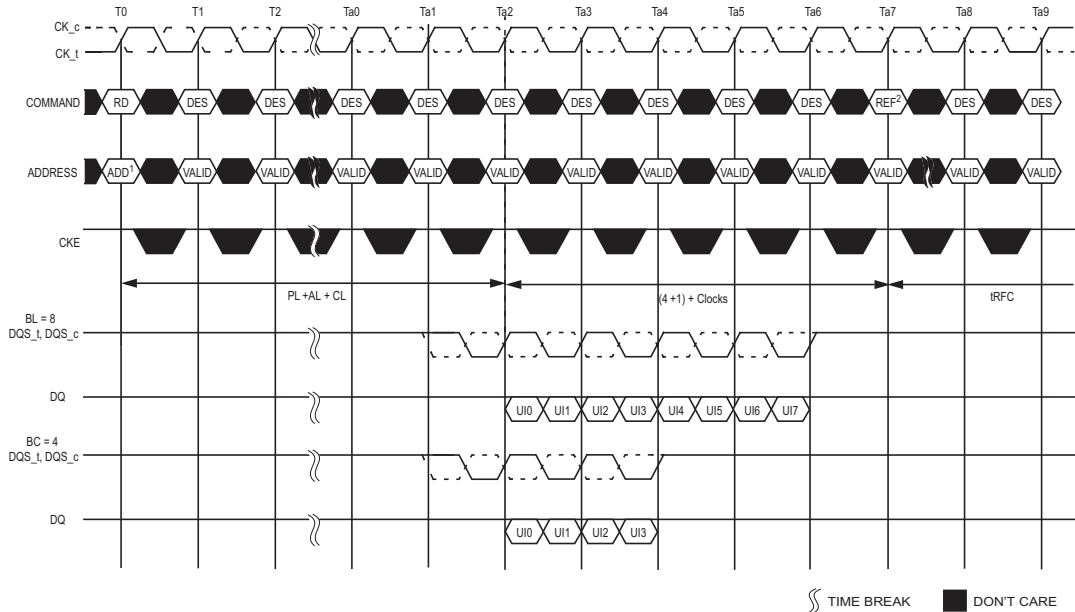 T0 T1 T2 Ta0 Ta1 Ta2 Ta3 Ta4 Ta5 Ta6 Ta7 Ta8 Ta9
CK_c
CK_t
COMMAND RD DES DES DES DES DES DES DES DES DES REF2 DES DES
ADDRESS ADD1 VALID VALID VALID VALID VALID VALID VALID VALID VALID VALID VALID VALID
CKE
PL +AL + CL (4 +1) + Clocks tRFC
BL = 8
DQS_t, DQS_c
DQ UI0 UI1 UI2 UI3 UI4 UI5 UI6 UI7
BC = 4
DQS_t, DQS_c
DQ UI0 UI1 UI2 UI3
TIME BREAK DON'T CARE